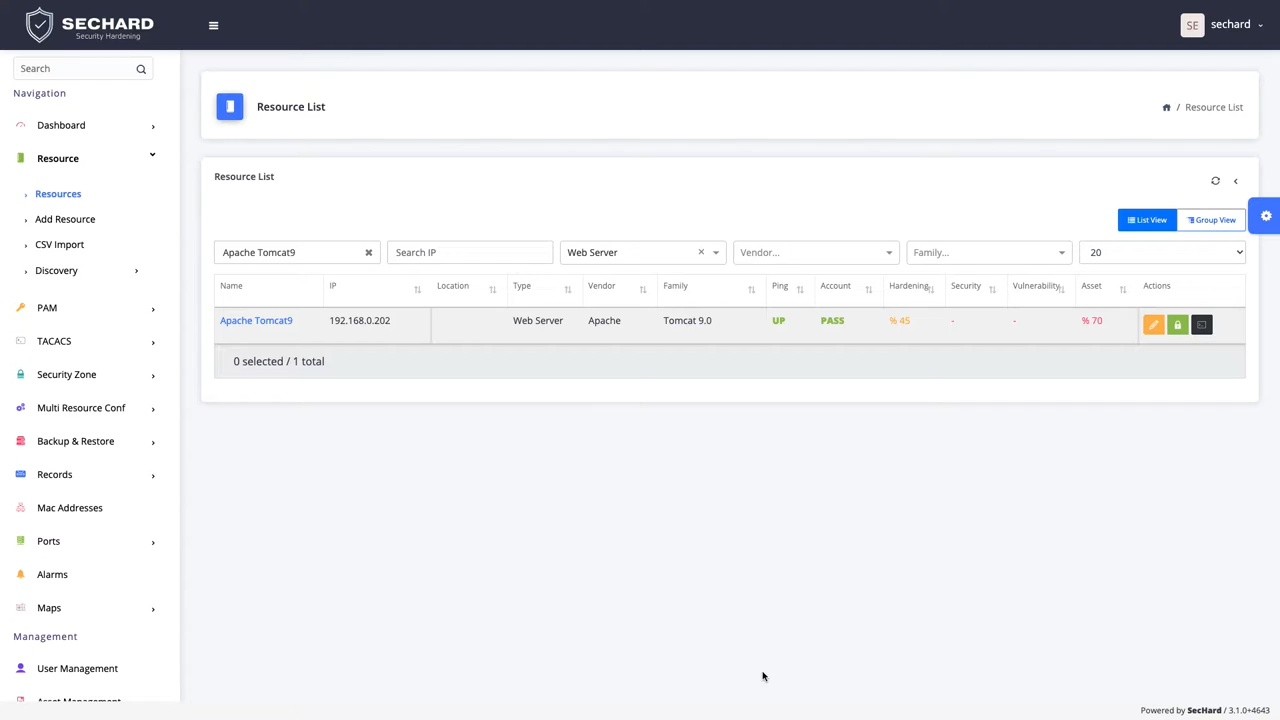 SECHARD
Security Hardening
SE
sechard
Search
Navigation
Dashboard
Resource
Resources
Add Resource
CSV Import
Discovery
PAM
TACACS
Security Zone
Multi Resource Conf
Backup & Restore
Records
Mac Addresses
Ports
Alarms
Maps
Management
User Management
Asset Management
Resource List
/ Resource List
Resource List
List View
Group View
Apache Tomcat9
Search IP
Web Server
Vendor...
Family...
20
Name IP Location Type Vendor Family Ping Account Hardening Security Vulnerability Asset Actions
Apache Tomcat9 192.168.0.202 Web Server Apache Tomcat 9.0 UP PASS % 45 - - % 70
0 selected / 1 total
Powered by SecHard / 3.1.0+4643